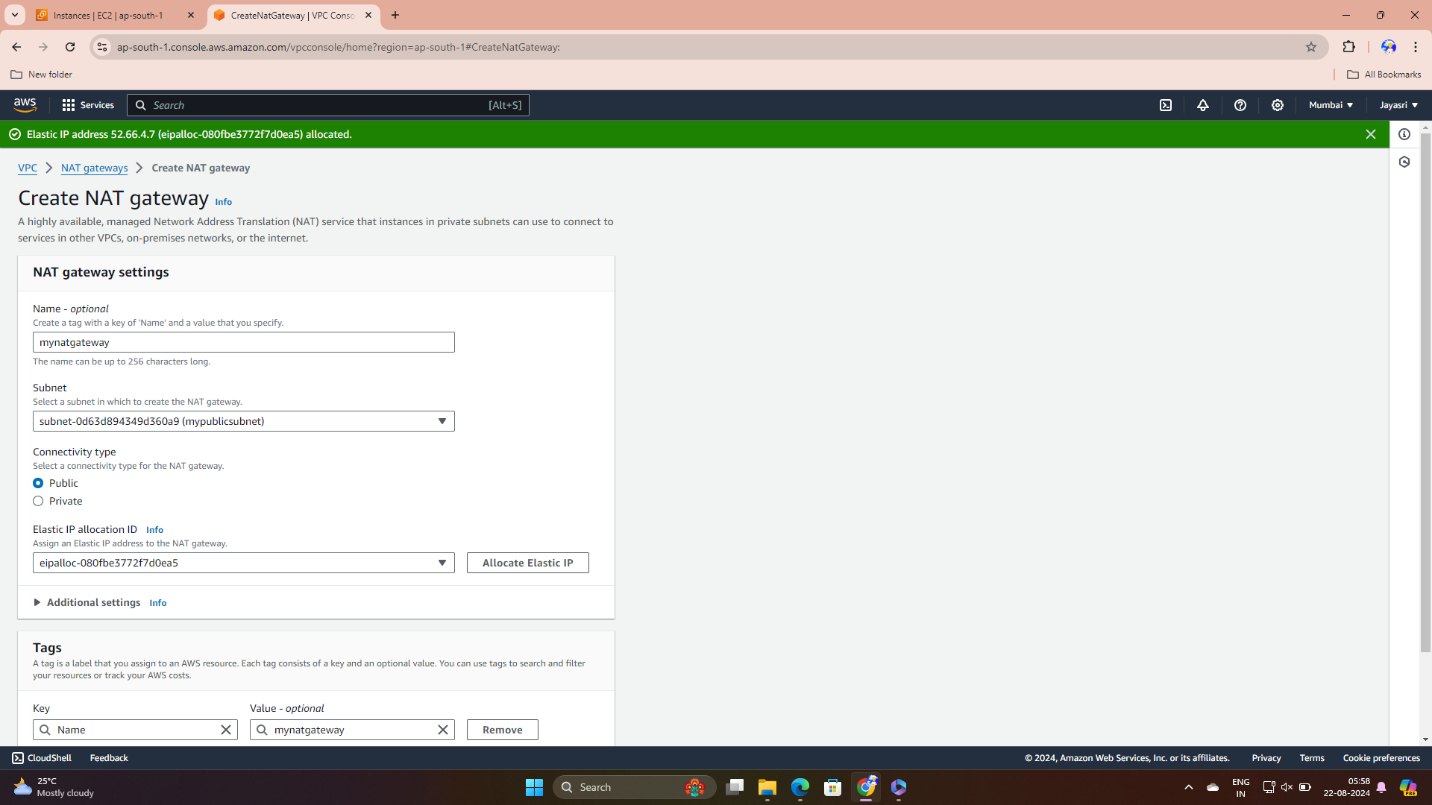 Instances | EC2 | ap-south-1
CreateNatGateway | VPC Conso
ap-south-1.console.aws.amazon.com/vpcconsole/home?region=ap-south-1#CreateNatGateway:
New folder
All Bookmarks
aws
Services
Search
[Alt+S]
Mumbai
Jayasri
Elastic IP address 52.66.4.7 (eipalloc-080fbe3772f7d0ea5) allocated.
VPC
NAT gateways
Create NAT gateway
Create NAT gateway Info
A highly available, managed Network Address Translation (NAT) service that instances in private subnets can use to connect to
services in other VPCs, on-premises networks, or the internet.
NAT gateway settings
Name - optional
Create a tag with a key of 'Name' and a value that you specify.
mynatgateway
The name can be up to 256 characters long.
Subnet
Select a subnet in which to create the NAT gateway.
subnet-0d63d894349d360a9 (mypublicsubnet)
Connectivity type
Select a connectivity type for the NAT gateway.
Public
Private
Elastic IP allocation ID Info
Assign an Elastic IP address to the NAT gateway.
eipalloc-080fbe3772f7d0ea5
Allocate Elastic IP
Additional settings Info
Tags
A tag is a label that you assign to an AWS resource. Each tag consists of a key and an optional value. You can use tags to search and filter
your resources or track your AWS costs.
Key
Value - optional
Name
mynatgateway
Remove
CloudShell
Feedback
© 2024, Amazon Web Services, Inc. or its affiliates.
Privacy
Terms
Cookie preferences
25°C
Mostly cloudy
Search
ENG
IN
05:58
22-08-2024